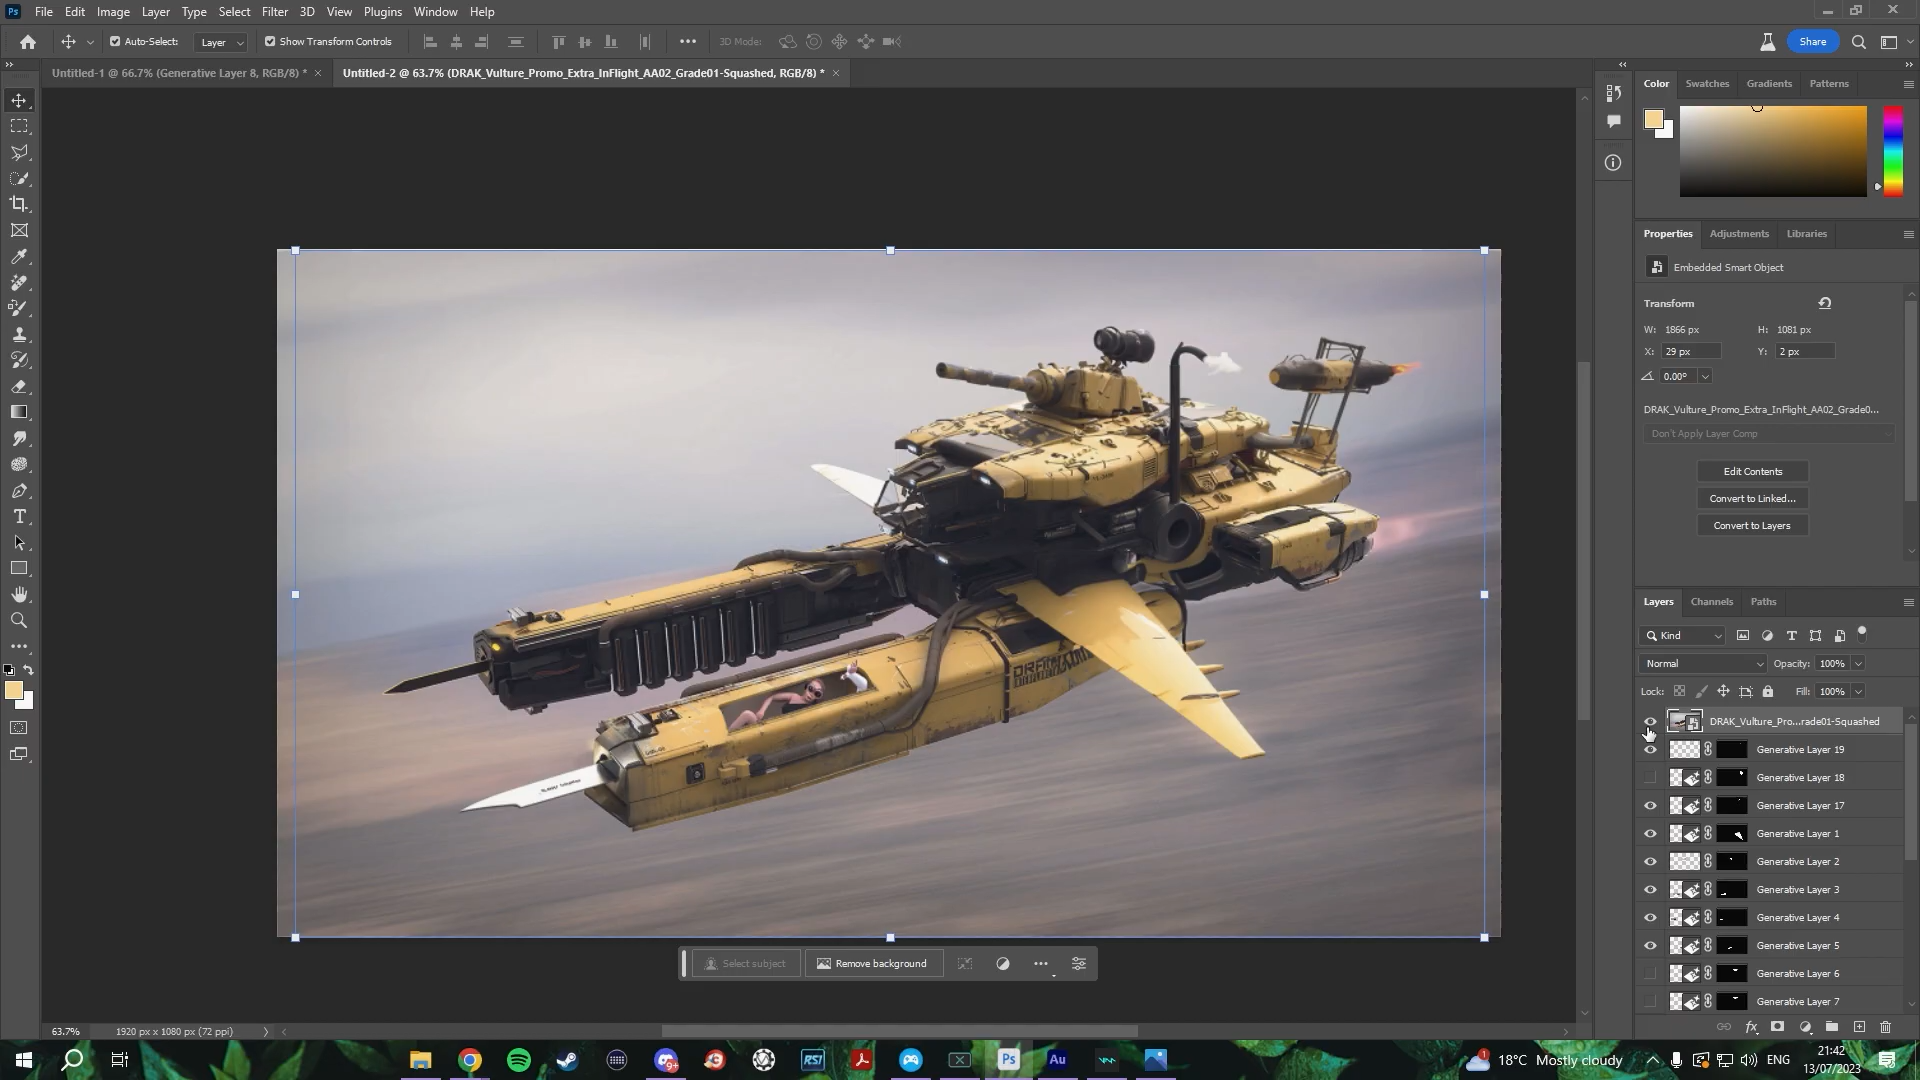 Ps File Edit Image Layer Type Select Filter 3D View Plugins Window Help
Auto-Select: Layer Show Transform Controls 3D Mode: Share
Untitled-1 @ 66.7% (Generative Layer 8, RGB/8) * Untitled-2 @ 63.7% (DRAK_Vulture_Promo_Extra_InFlight_AA02_Grade01-Squashed, RGB/8) *
Color Swatches Gradients Patterns
Properties Adjustments Libraries
Embedded Smart Object
Transform
W: 1866 px H: 1081 px
X: 29 px Y: 2 px
0.00°
DRAK_Vulture_Promo_Extra_InFlight_AA02_Grade0...
Don't Apply Layer Comp
Edit Contents
Convert to Linked...
Convert to Layers
Layers Channels Paths
Kind
Normal Opacity: 100%
Lock: Fill: 100%
DRAK_Vulture_Pro...rade01-Squashed
Generative Layer 19
Generative Layer 18
Generative Layer 17
Generative Layer 1
Generative Layer 2
Generative Layer 3
Generative Layer 4
Generative Layer 5
Generative Layer 6
Generative Layer 7
Select subject Remove background
63.7% 1920 px x 1080 px (72 ppi)
9+ RSI Ps Au 1 18°C Mostly cloudy ENG
21:42
13/07/2023